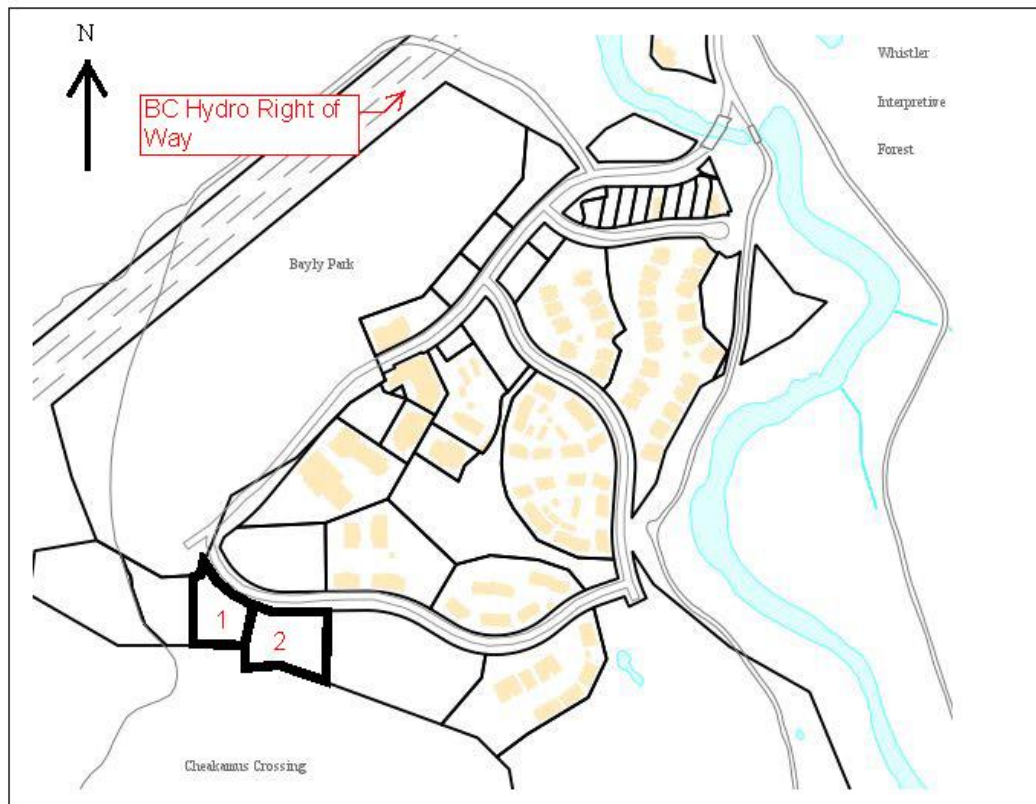 N
Whistler
Interpretive
Forest
BC Hydro Right of
Way
Bayly Park
1
2
Cheakamus Crossing